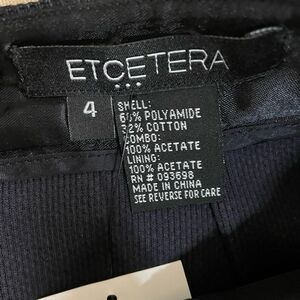 ETCETERA
4
SHELL:
68% POLYAMIDE
32% COTTON
COMBO:
100% ACETATE
LINING:
100% ACETATE
RN # 093698
MADE IN CHINA
SEE REVERSE FOR CARE